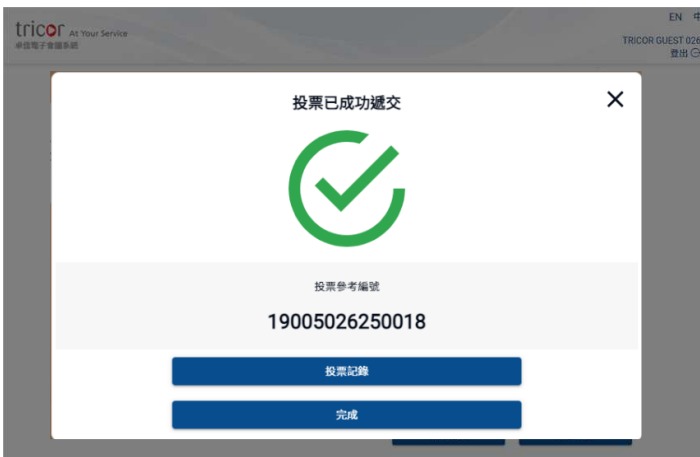 EN 中
tricor At Your Service
卓佳電子會議系統
TRICOR GUEST 026
登出
投票已成功遞交
投票參考編號
19005026250018
投票記錄
完成